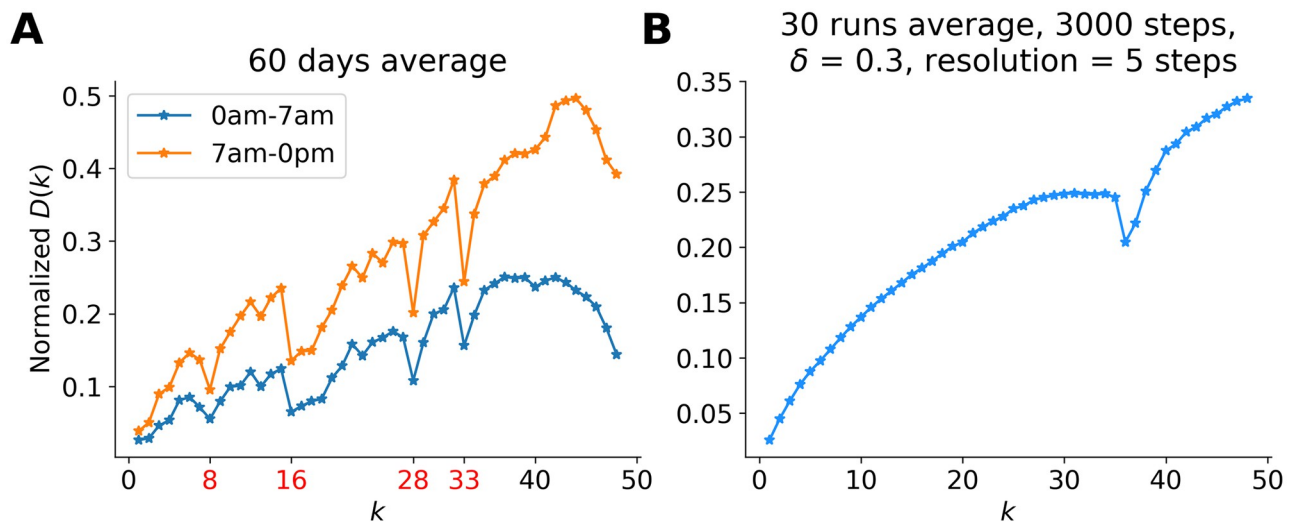 A
60 days average
0am-7am
7am-0pm
Normalized D(k)
0.5
0.4
0.3
0.2
0.1
0 8 16 28 33 40 50
k
B
30 runs average, 3000 steps,
δ = 0.3, resolution = 5 steps
0.35
0.30
0.25
0.20
0.15
0.10
0.05
0 10 20 30 40 50
k